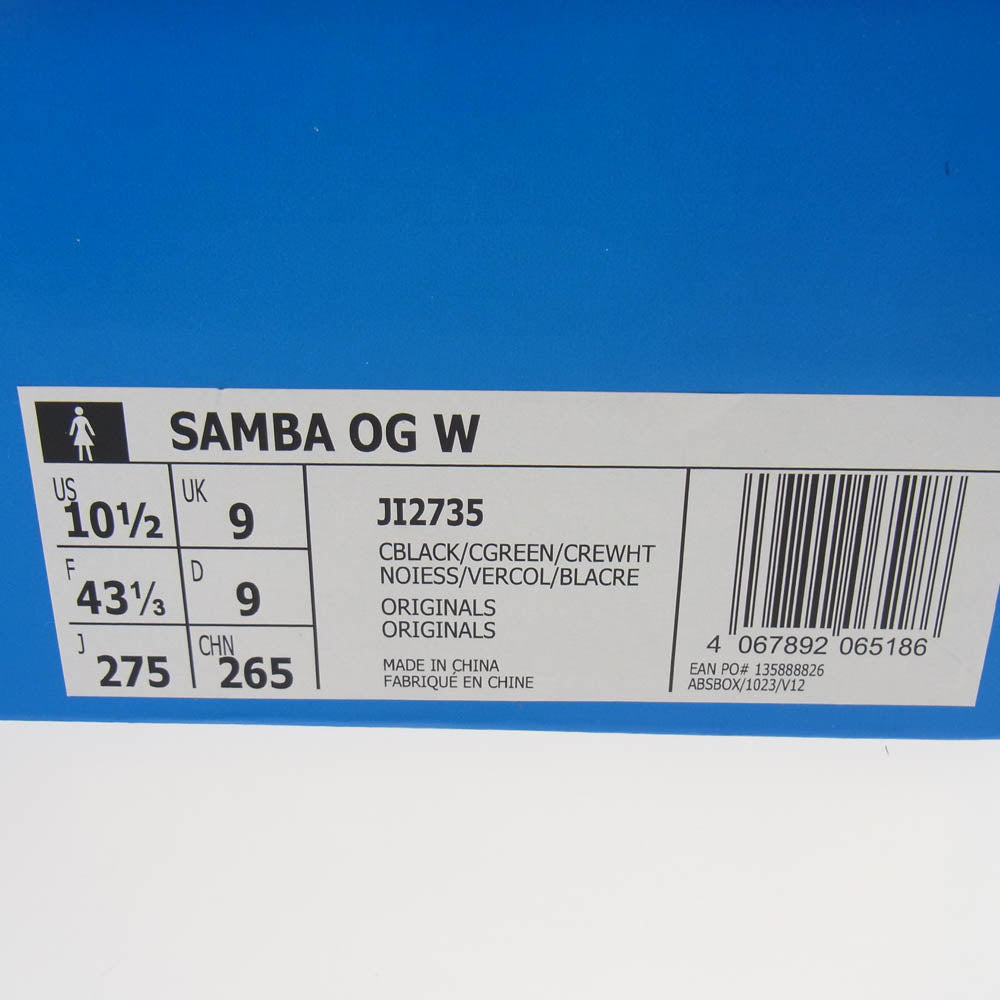 SAMBA OG W
US 10½
UK 9
F 43⅓
D 9
J 275
CHN 265
JI2735
CBLACK/CGREEN/CREWHT
NOIESS/VERCOL/BLACRE
ORIGINALS
ORIGINALS
MADE IN CHINA
FABRIQUÉ EN CHINE
4 067892 065186
EAN PO# 135888826
ABSBOX/1023/V12